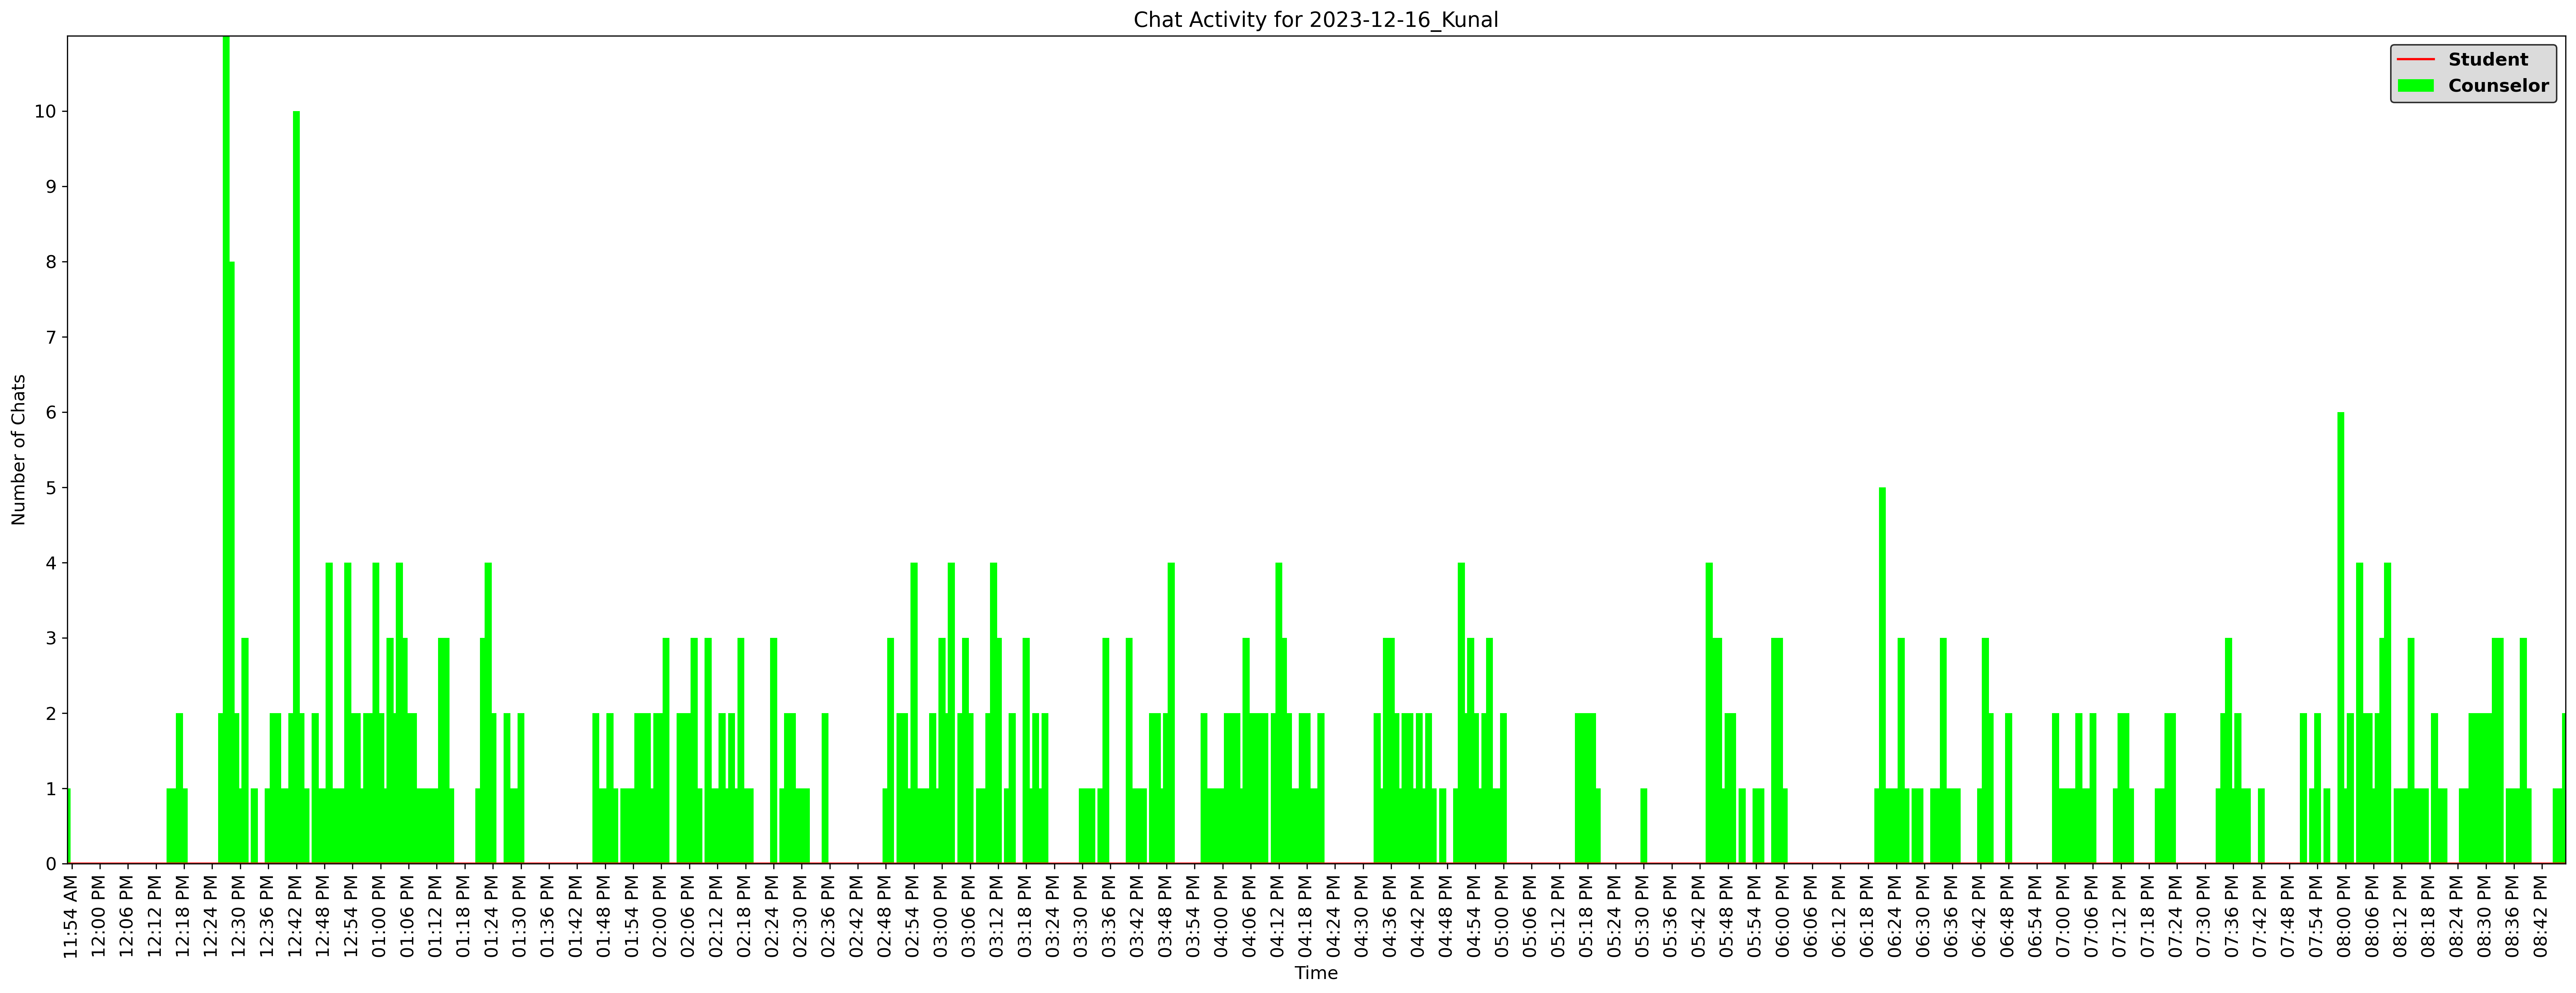 Chat Activity for 2023-12-16_Kunal
Student
Counselor
Number of Chats
10
9
8
7
6
5
4
3
2
1
0
11:54 AM
12:00 PM
12:06 PM
12:12 PM
12:18 PM
12:24 PM
12:30 PM
12:36 PM
12:42 PM
12:48 PM
12:54 PM
01:00 PM
01:06 PM
01:12 PM
01:18 PM
01:24 PM
01:30 PM
01:36 PM
01:42 PM
01:48 PM
01:54 PM
02:00 PM
02:06 PM
02:12 PM
02:18 PM
02:24 PM
02:30 PM
02:36 PM
02:42 PM
02:48 PM
02:54 PM
03:00 PM
03:06 PM
03:12 PM
03:18 PM
03:24 PM
03:30 PM
03:36 PM
03:42 PM
03:48 PM
03:54 PM
04:00 PM
04:06 PM
04:12 PM
04:18 PM
04:24 PM
04:30 PM
04:36 PM
04:42 PM
04:48 PM
04:54 PM
05:00 PM
05:06 PM
05:12 PM
05:18 PM
05:24 PM
05:30 PM
05:36 PM
05:42 PM
05:48 PM
05:54 PM
06:00 PM
06:06 PM
06:12 PM
06:18 PM
06:24 PM
06:30 PM
06:36 PM
06:42 PM
06:48 PM
06:54 PM
07:00 PM
07:06 PM
07:12 PM
07:18 PM
07:24 PM
07:30 PM
07:36 PM
07:42 PM
07:48 PM
07:54 PM
08:00 PM
08:06 PM
08:12 PM
08:18 PM
08:24 PM
08:30 PM
08:36 PM
08:42 PM
Time